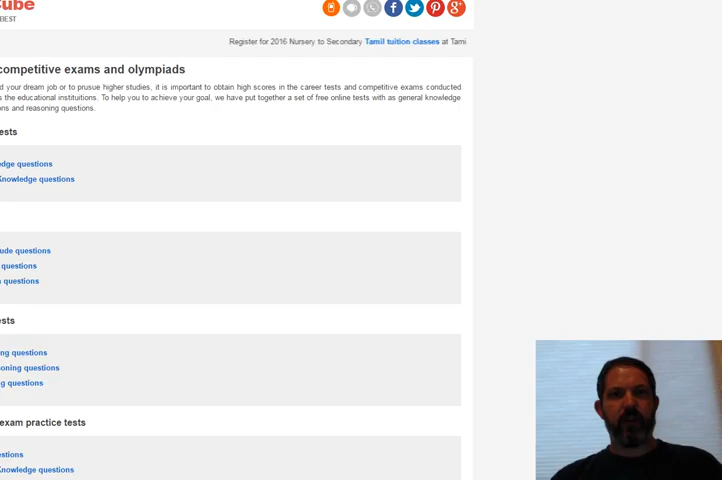 Cube
BEST
Register for 2016 Nursery to Secondary Tamil tuition classes at Tami
competitive exams and olympiads
d your dream job or to prusue higher studies, it is important to obtain high scores in the career tests and competitive exams conducted
s the educational instituitions. To help you to achieve your goal, we have put together a set of free online tests with as general knowledge
ons and reasoning questions.
ests
edge questions
Knowledge questions
ude questions
questions
questions
ests
ng questions
soning questions
g questions
exam practice tests
estions
Knowledge questions